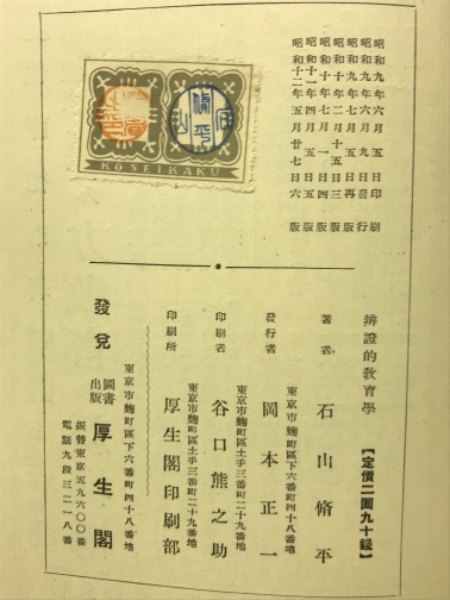 昭和九年六月五日印刷
昭和九年六月九日發行
昭和九年七月五日再版
昭和十年二月十五日三版
昭和十年七月一日四版
昭和十一年四月五日五版
昭和十二年五月廿七日六版
KŌSEIKAKU
辨證的敎育學
【定價二圓九十錢】
著者 石山脩平
東京市麴町區下六番町四十八番地
發行者 岡本正一
東京市麴町區土手三番町二十九番地
印刷者 谷口熊之助
東京市麴町區土手三番町二十九番地
印刷所 厚生閣印刷部
東京市麴町區下六番町四十八番地
發兌 圖書出版 厚生閣
振替東京五九六〇〇番
電話九段三二一八番